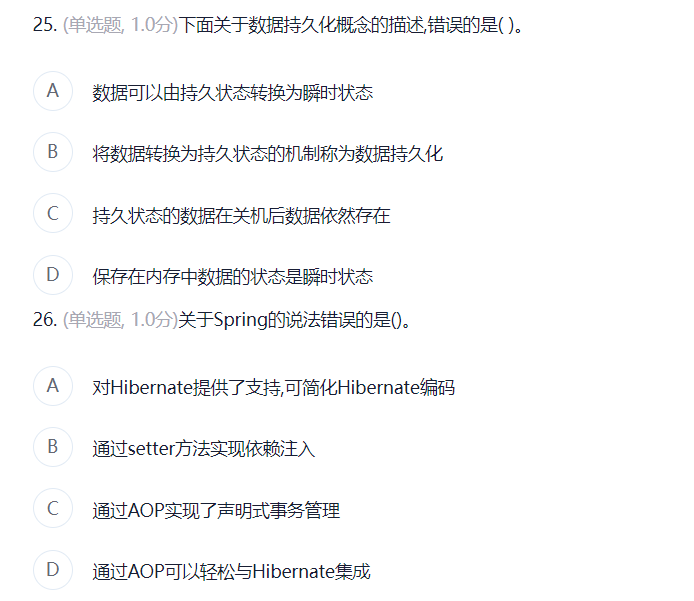 25. (单选题, 1.0分)下面关于数据持久化概念的描述,错误的是( )。
A 数据可以由持久状态转换为瞬时状态
B 将数据转换为持久状态的机制称为数据持久化
C 持久状态的数据在关机后数据依然存在
D 保存在内存中数据的状态是瞬时状态
26. (单选题, 1.0分)关于Spring的说法错误的是()。
A 对Hibernate提供了支持,可简化Hibernate编码
B 通过setter方法实现依赖注入
C 通过AOP实现了声明式事务管理
D 通过AOP可以轻松与Hibernate集成